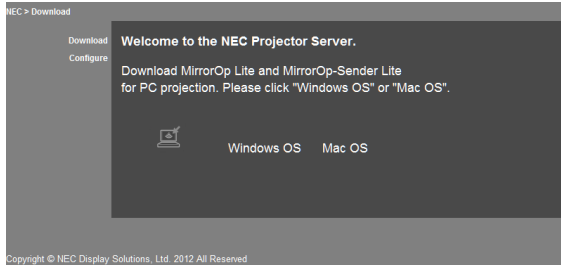 NEC > Download
Download
Configure
Welcome to the NEC Projector Server.
Download MirrorOp Lite and MirrorOp-Sender Lite
for PC projection. Please click "Windows OS" or "Mac OS".
Windows OS Mac OS
Copyright © NEC Display Solutions, Ltd. 2012 All Reserved